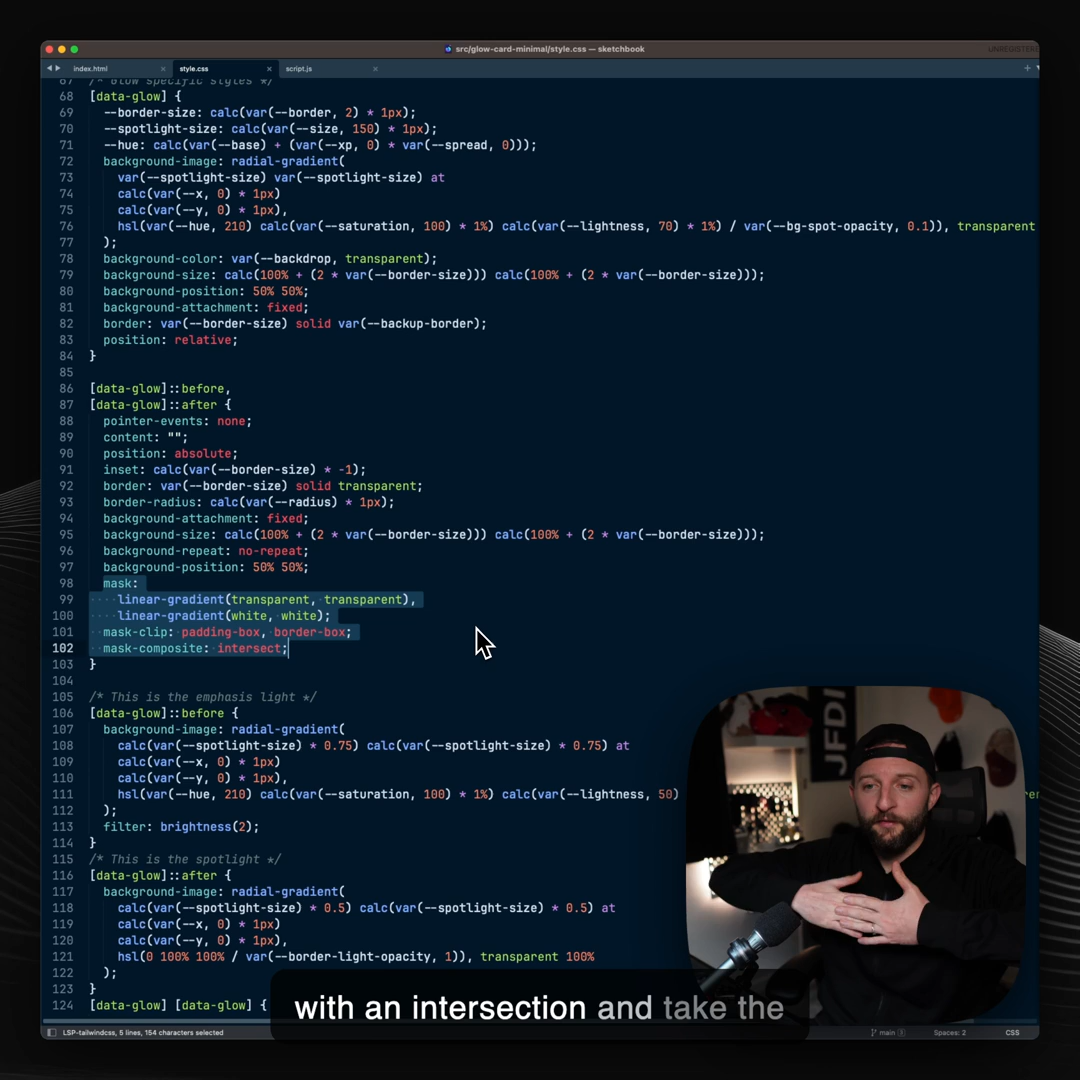 src/glow-card-minimal/style.css — sketchbook
index.html
style.css
script.js
67 /* Glow specific styles */
68 [data-glow] {
69 --border-size: calc(var(--border, 2) * 1px);
70 --spotlight-size: calc(var(--size, 150) * 1px);
71 --hue: calc(var(--base) + (var(--xp, 0) * var(--spread, 0)));
72 background-image: radial-gradient(
73 var(--spotlight-size) var(--spotlight-size) at
74 calc(var(--x, 0) * 1px)
75 calc(var(--y, 0) * 1px),
76 hsl(var(--hue, 210) calc(var(--saturation, 100) * 1%) calc(var(--lightness, 70) * 1%) / var(--bg-spot-opacity, 0.1)), transparent
77 );
78 background-color: var(--backdrop, transparent);
79 background-size: calc(100% + (2 * var(--border-size))) calc(100% + (2 * var(--border-size)));
80 background-position: 50% 50%;
81 background-attachment: fixed;
82 border: var(--border-size) solid var(--backup-border);
83 position: relative;
84 }
85
86 [data-glow]::before,
87 [data-glow]::after {
88 pointer-events: none;
89 content: "";
90 position: absolute;
91 inset: calc(var(--border-size) * -1);
92 border: var(--border-size) solid transparent;
93 border-radius: calc(var(--radius) * 1px);
94 background-attachment: fixed;
95 background-size: calc(100% + (2 * var(--border-size))) calc(100% + (2 * var(--border-size)));
96 background-repeat: no-repeat;
97 background-position: 50% 50%;
98 mask:
99 linear-gradient(transparent, transparent),
100 linear-gradient(white, white);
101 mask-clip: padding-box, border-box;
102 mask-composite: intersect;
103 }
104
105 /* This is the emphasis light */
106 [data-glow]::before {
107 background-image: radial-gradient(
108 calc(var(--spotlight-size) * 0.75) calc(var(--spotlight-size) * 0.75) at
109 calc(var(--x, 0) * 1px)
110 calc(var(--y, 0) * 1px),
111 hsl(var(--hue, 210) calc(var(--saturation, 100) * 1%) calc(var(--lightness, 50)
112 );
113 filter: brightness(2);
114 }
115 /* This is the spotlight */
116 [data-glow]::after {
117 background-image: radial-gradient(
118 calc(var(--spotlight-size) * 0.5) calc(var(--spotlight-size) * 0.5) at
119 calc(var(--x, 0) * 1px)
120 calc(var(--y, 0) * 1px),
121 hsl(0 100% 100% / var(--border-light-opacity, 1)), transparent 100%
122 );
123 }
124 [data-glow] [data-glow] {
JFDI
with an intersection and take the
LSP-tailwindcss, 5 lines, 154 characters selected
main
Spaces: 2
CSS